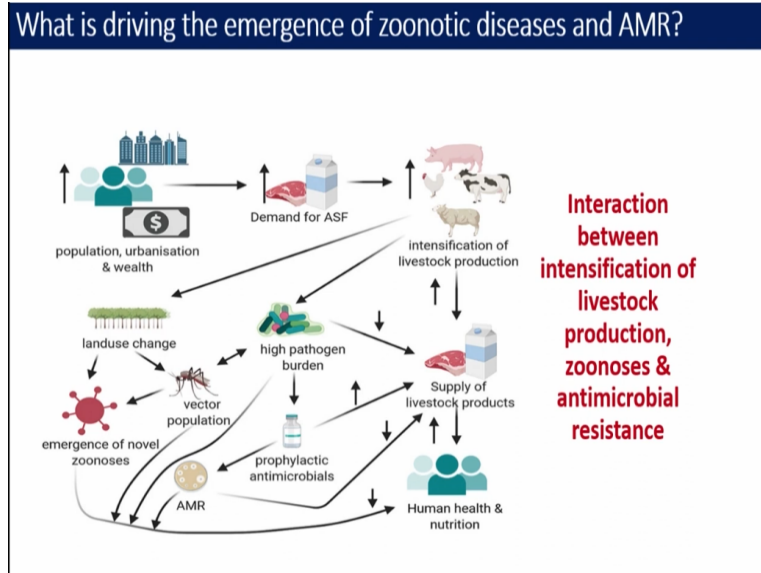 What is driving the emergence of zoonotic diseases and AMR?
population, urbanisation
& wealth
$
Demand for ASF
intensification of
livestock production
Interaction
between
intensification of
livestock
production,
zoonoses &
antimicrobial
resistance
landuse change
high pathogen
burden
vector
population
Supply of
livestock products
emergence of novel
zoonoses
prophylactic
antimicrobials
AMR
Human health &
nutrition